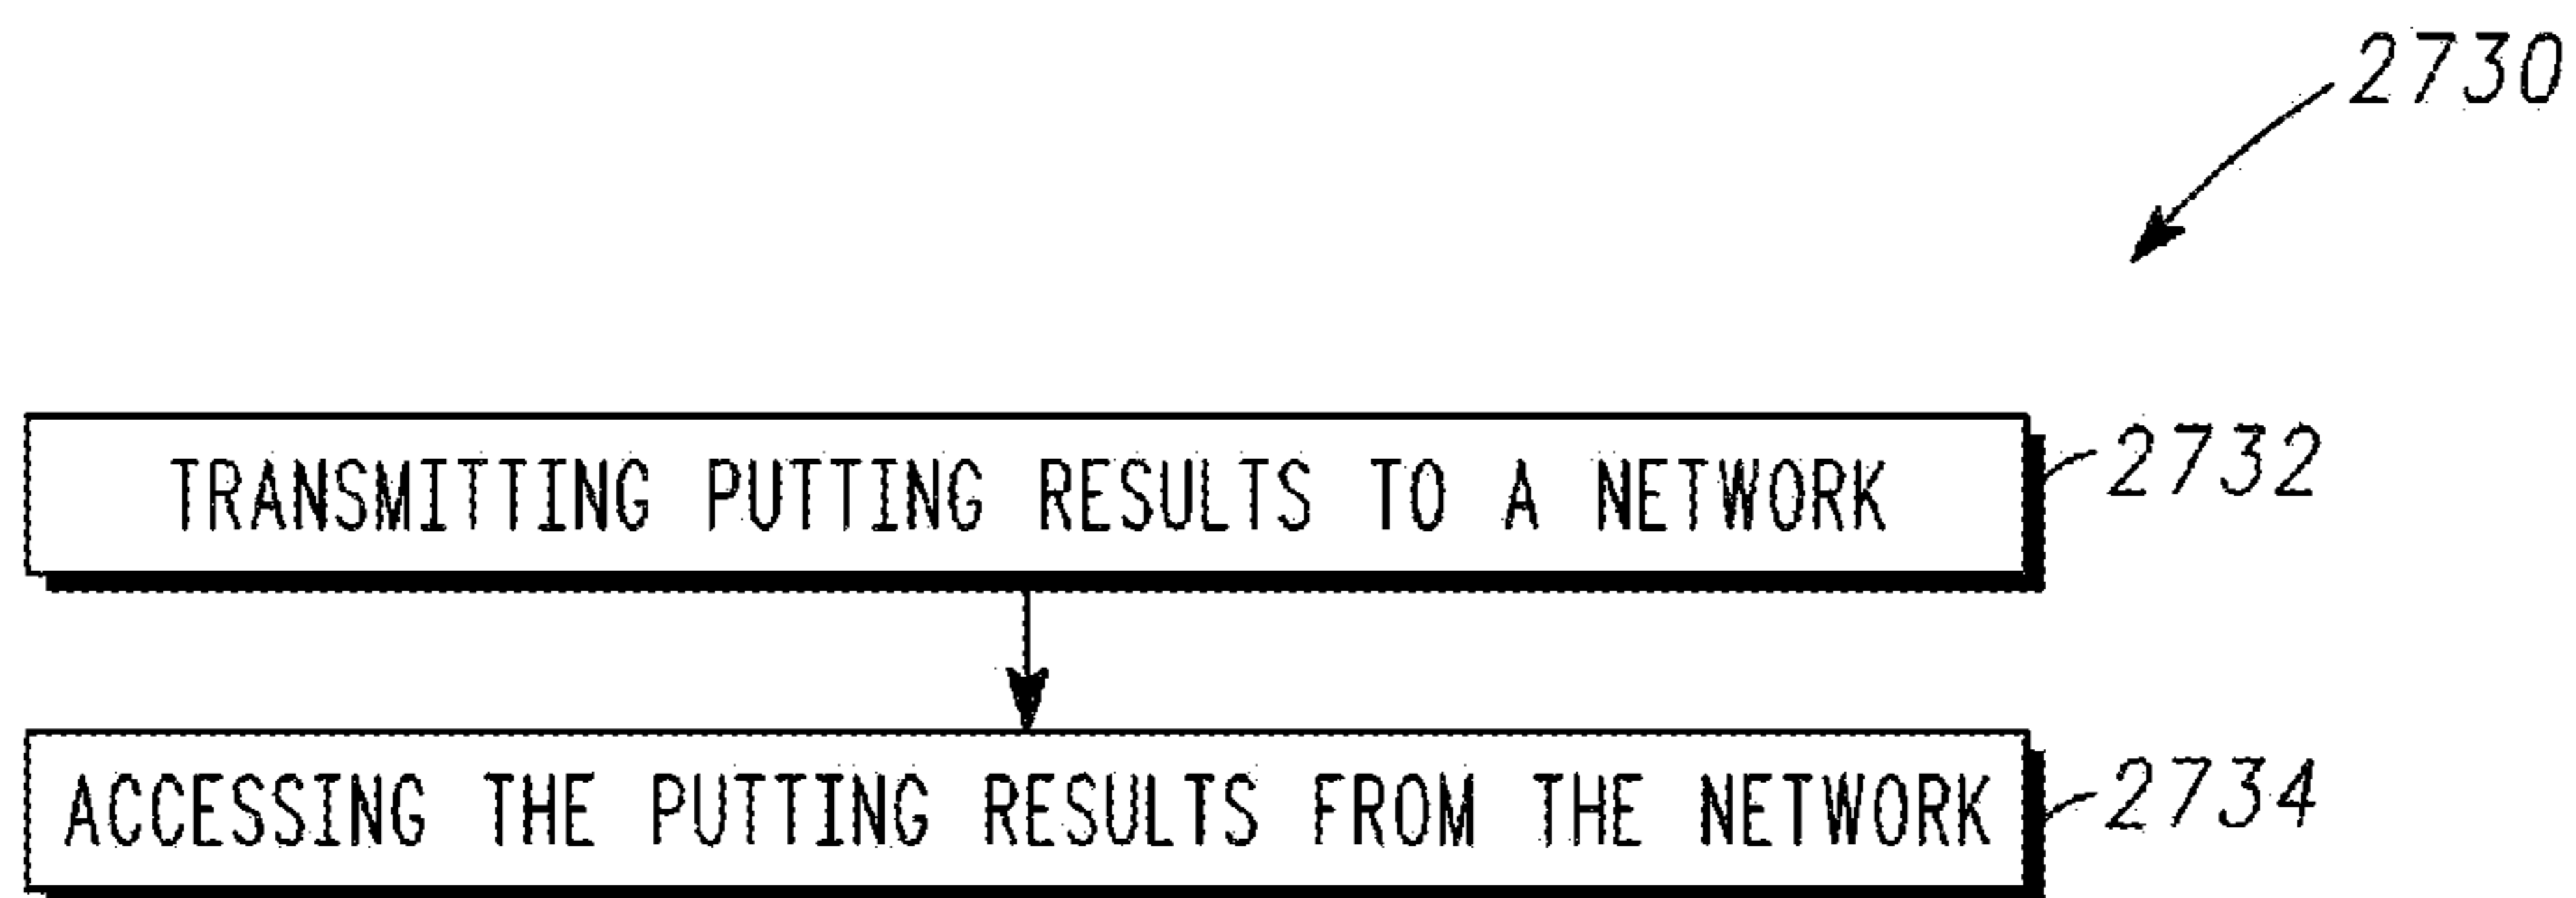 2730
TRANSMITTING PUTTING RESULTS TO A NETWORK
2732
ACCESSING THE PUTTING RESULTS FROM THE NETWORK
2734